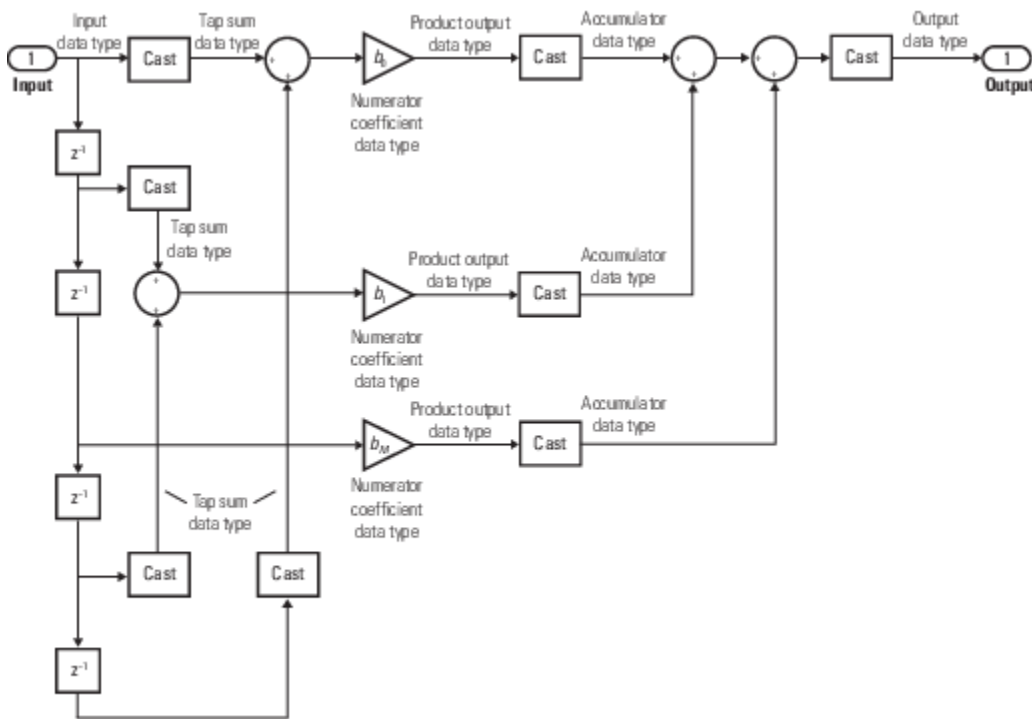 Input
data type
Tap sum
data type
Product output
data type
Accumulator
data type
Output
data type
1
Cast
+
+
b₀
Cast
+
+
+
+
Cast
1
Input
Output
Numerator
coefficient
data type
z⁻¹
Cast
Tap sum
data type
z⁻¹
+
+
Product output
data type
Accumulator
data type
b₁
Cast
Numerator
coefficient
data type
Product output
data type
Accumulator
data type
b_M
Cast
z⁻¹
Tap sum
data type
Numerator
coefficient
data type
Cast
Cast
z⁻¹